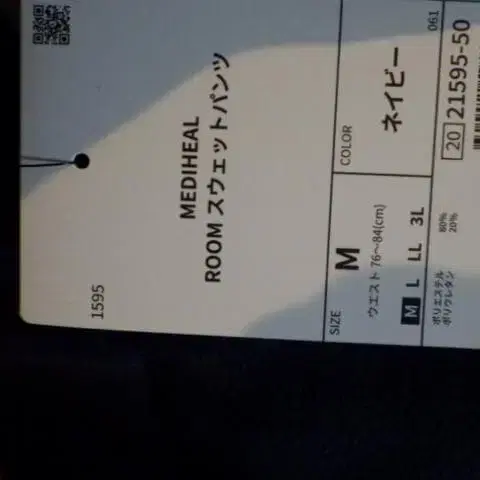 MEDIHEAL
ROOM スウェットパンツ
1595
COLOR
ネイビー
061
SIZE
M
ウエスト 76～84(cm)
M L LL 3L
20 21595-50
ポリエステル 80%
ポリウレタン 20%